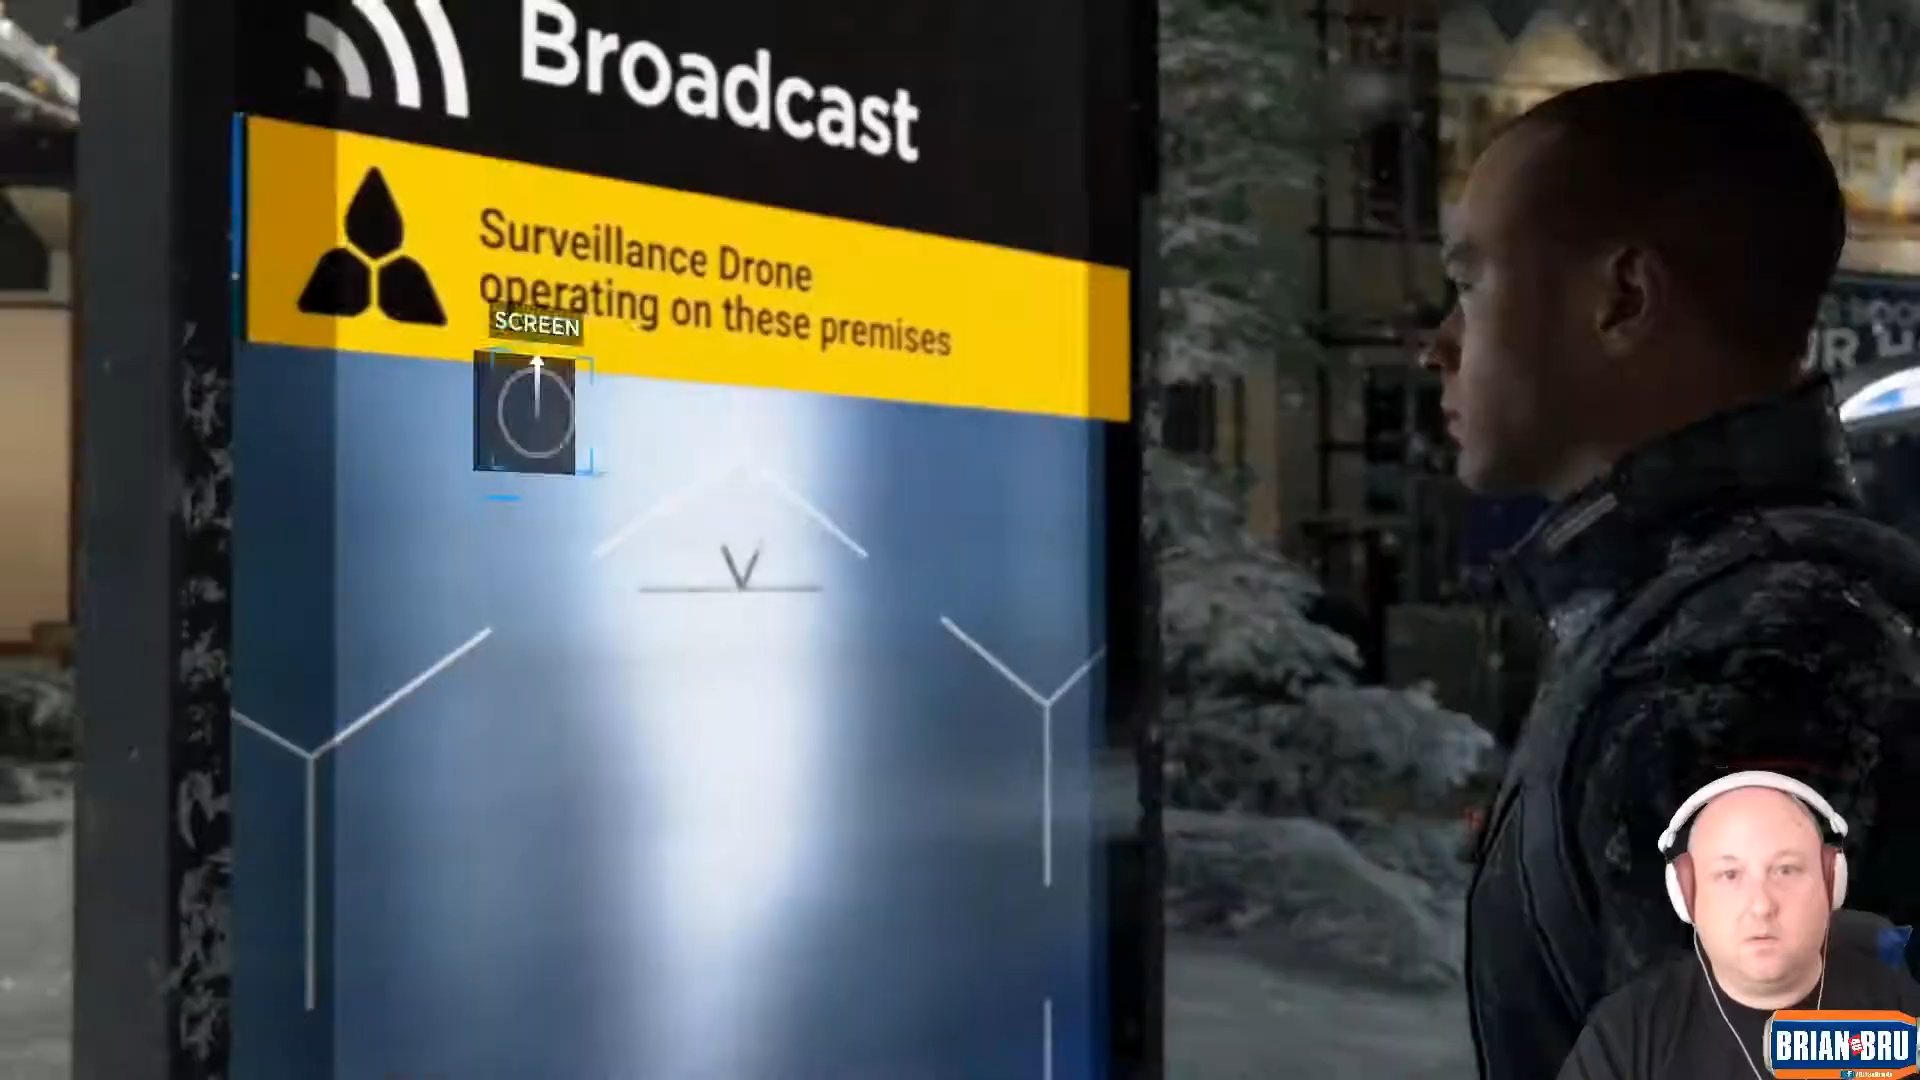 Broadcast
Surveillance Drone
operating on these premises
SCREEN
BRIAN BRU